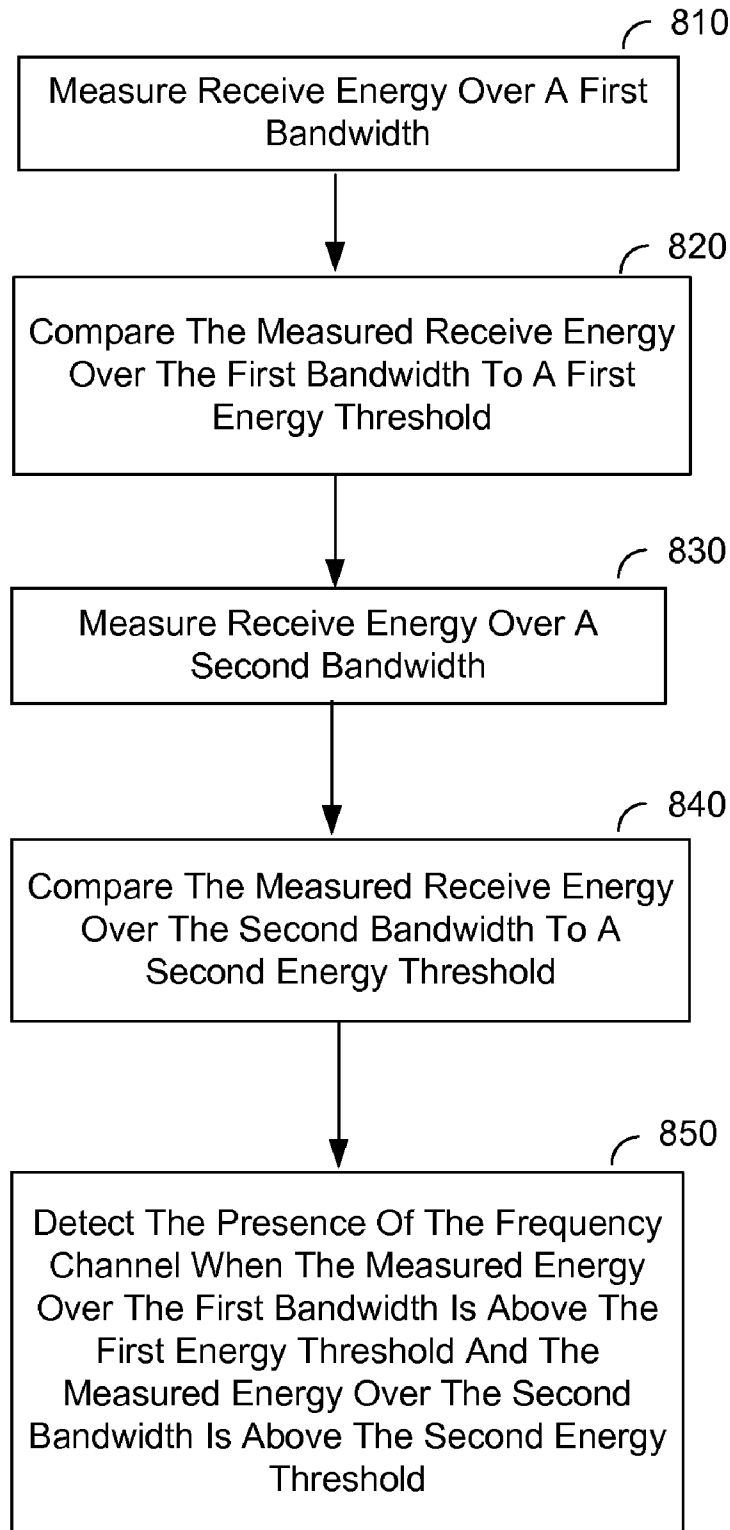 810
Measure Receive Energy Over A First
Bandwidth
820
Compare The Measured Receive Energy
Over The First Bandwidth To A First
Energy Threshold
830
Measure Receive Energy Over A
Second Bandwidth
840
Compare The Measured Receive Energy
Over The Second Bandwidth To A
Second Energy Threshold
850
Detect The Presence Of The Frequency
Channel When The Measured Energy
Over The First Bandwidth Is Above The
First Energy Threshold And The
Measured Energy Over The Second
Bandwidth Is Above The Second Energy
Threshold